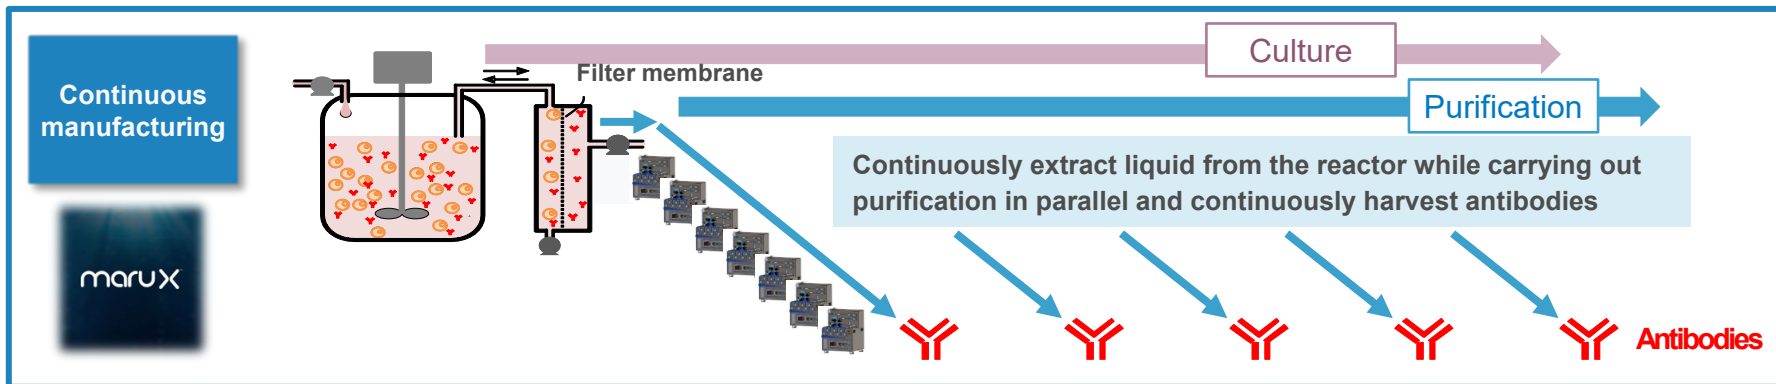 Continuous
manufacturing
maruX
Filter membrane
Culture
Purification
Continuously extract liquid from the reactor while carrying out
purification in parallel and continuously harvest antibodies
Antibodies